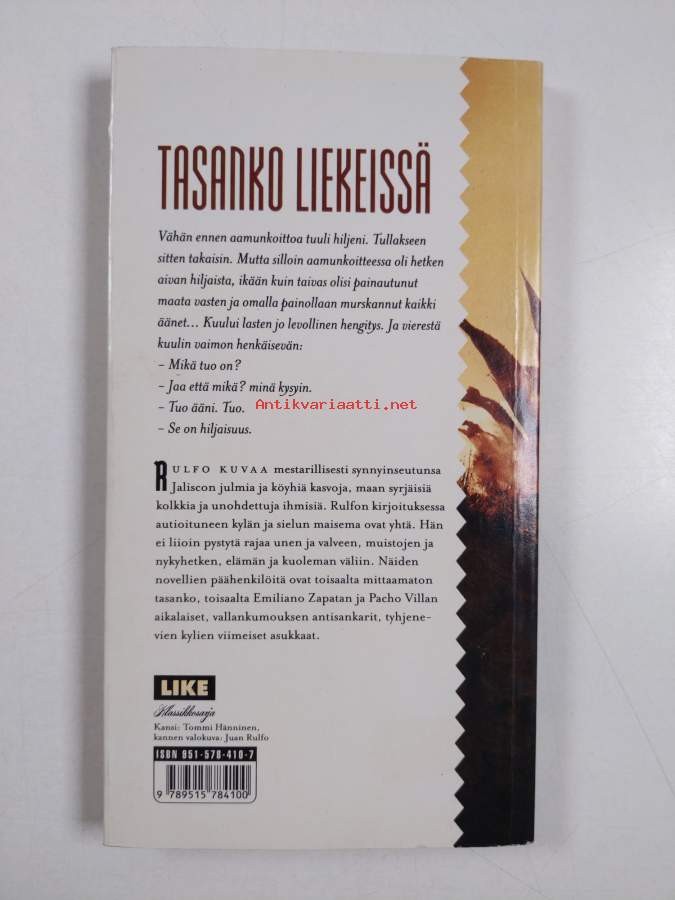 TASANKO LIEKEISSÄ
Vähän ennen aamunkoittoa tuuli hiljeni. Tullakseen
sitten takaisin. Mutta silloin aamunkoitteessa oli hetken
aivan hiljaista, ikään kuin taivas olisi painautunut
maata vasten ja omalla painollaan murskannut kaikki
äänet... Kuului lasten jo levollinen hengitys. Ja vierestä
kuulin vaimon henkäisevän:
– Mikä tuo on?
– Jaa että mikä? minä kysyin.
– Tuo ääni. Tuo.
Antikvariaatti.net
– Se on hiljaisuus.
RULFO KUVAA mestarillisesti synnyinseutunsa
Jaliscon julmia ja köyhiä kasvoja, maan syrjäisiä
kolkkia ja unohdettuja ihmisiä. Rulfon kirjoituksessa
autioituneen kylän ja sielun maisema ovat yhtä. Hän
ei liioin pystytä rajaa unen ja valveen, muistojen ja
nykyhetken, elämän ja kuoleman väliin. Näiden
novellien päähenkilöitä ovat toisaalta mittaamaton
tasanko, toisaalta Emiliano Zapatan ja Pacho Villan
aikalaiset, vallankumouksen antisankarit, tyhjene-
vien kylien viimeiset asukkaat.
LIKE
Klassikkosarja
Kansi: Tommi Hänninen,
kannen valokuva: Juan Rulfo
ISBN 951-578-410-7
9 789515 784100